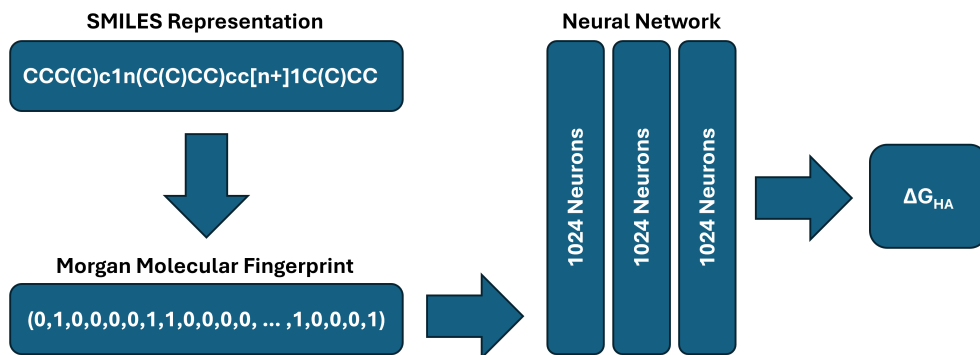 SMILES Representation
CCC(C)c1n(C(C)CC)cc[n+]1C(C)CC
Morgan Molecular Fingerprint
(0,1,0,0,0,0,1,1,0,0,0,0, ... ,1,0,0,0,1)
Neural Network
1024 Neurons
1024 Neurons
1024 Neurons
ΔG_HA